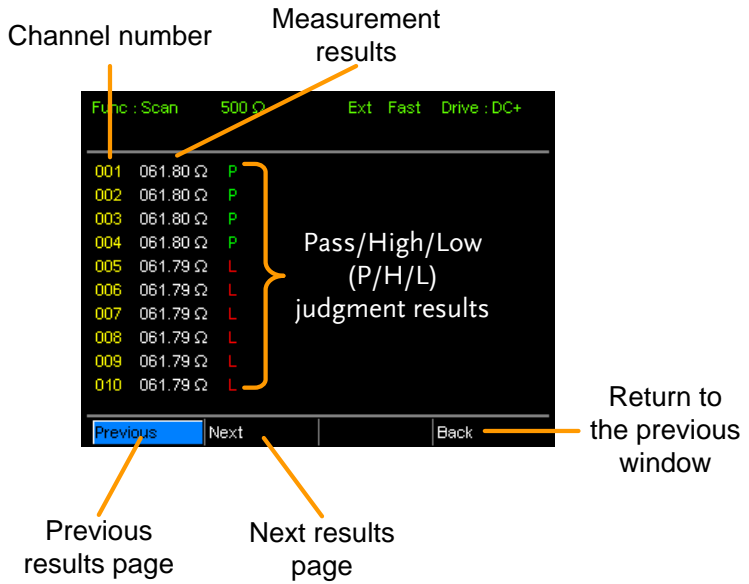 Channel number
Measurement
results
Func : Scan 500 Ω Ext Fast Drive : DC+
001 061.80 Ω P
002 061.80 Ω P
003 061.80 Ω P
004 061.80 Ω P
005 061.79 Ω L
006 061.79 Ω L
007 061.79 Ω L
008 061.79 Ω L
009 061.79 Ω L
010 061.79 Ω L
Pass/High/Low
(P/H/L)
judgment results
Previous Next Back
Return to
the previous
window
Previous
results page
Next results
page